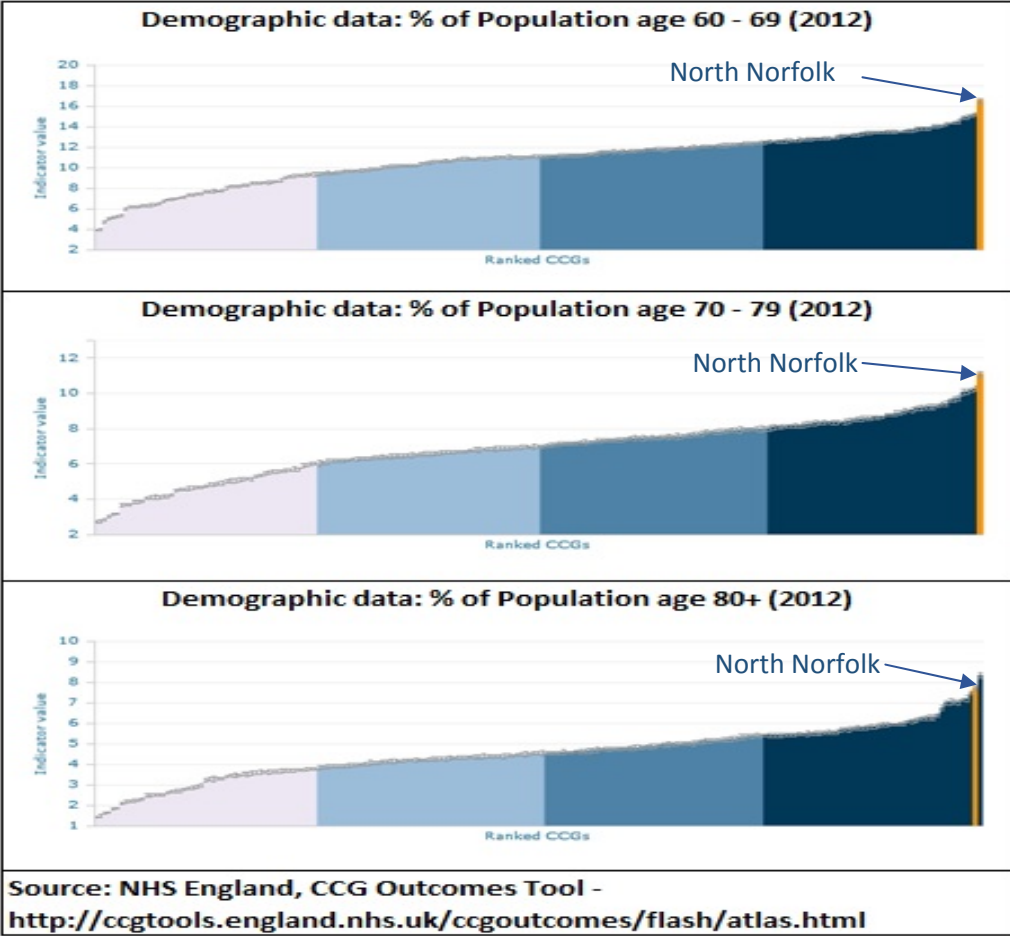 Demographic data: % of Population age 60 - 69 (2012)
North Norfolk
20
18
16
14
12
10
8
6
4
2
Indicator value
Ranked CCGs
Demographic data: % of Population age 70 - 79 (2012)
North Norfolk
12
10
8
6
4
2
Indicator value
Ranked CCGs
Demographic data: % of Population age 80+ (2012)
North Norfolk
10
9
8
7
6
5
4
3
2
1
Indicator value
Ranked CCGs
Source: NHS England, CCG Outcomes Tool -
http://ccgtools.england.nhs.uk/ccgoutcomes/flash/atlas.html